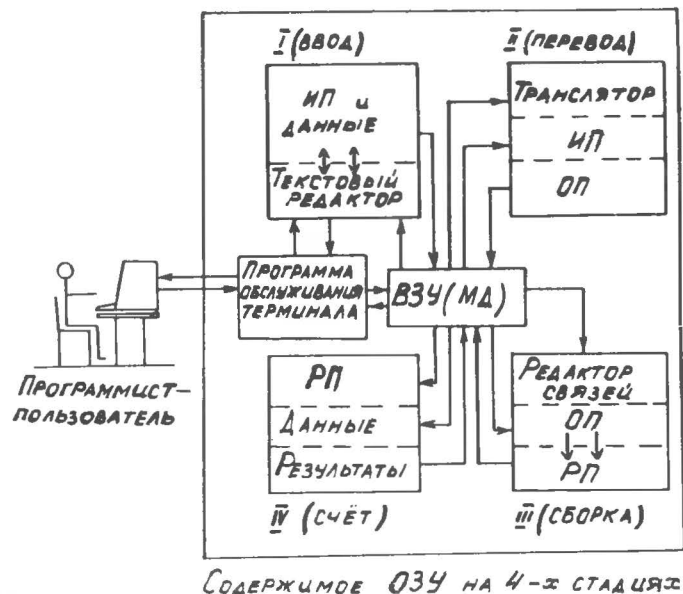 I (ВВОД)
ИП и
ДАННЫЕ
ТЕКСТОВЫЙ
РЕДАКТОР
II (ПЕРЕВОД)
ТРАНСЛЯТОР
ИП
ОП
ПРОГРАММА
ОБСЛУЖИВАНИЯ
ТЕРМИНАЛА
ВЗУ (МД)
ПРОГРАММИСТ-
ПОЛЬЗОВАТЕЛЬ
РП
ДАННЫЕ
РЕЗУЛЬТАТЫ
IV (СЧЁТ)
РЕДАКТОР
СВЯЗЕЙ
ОП
РП
III (СБОРКА)
СОДЕРЖИМОЕ ОЗУ НА 4-х СТАДИЯХ